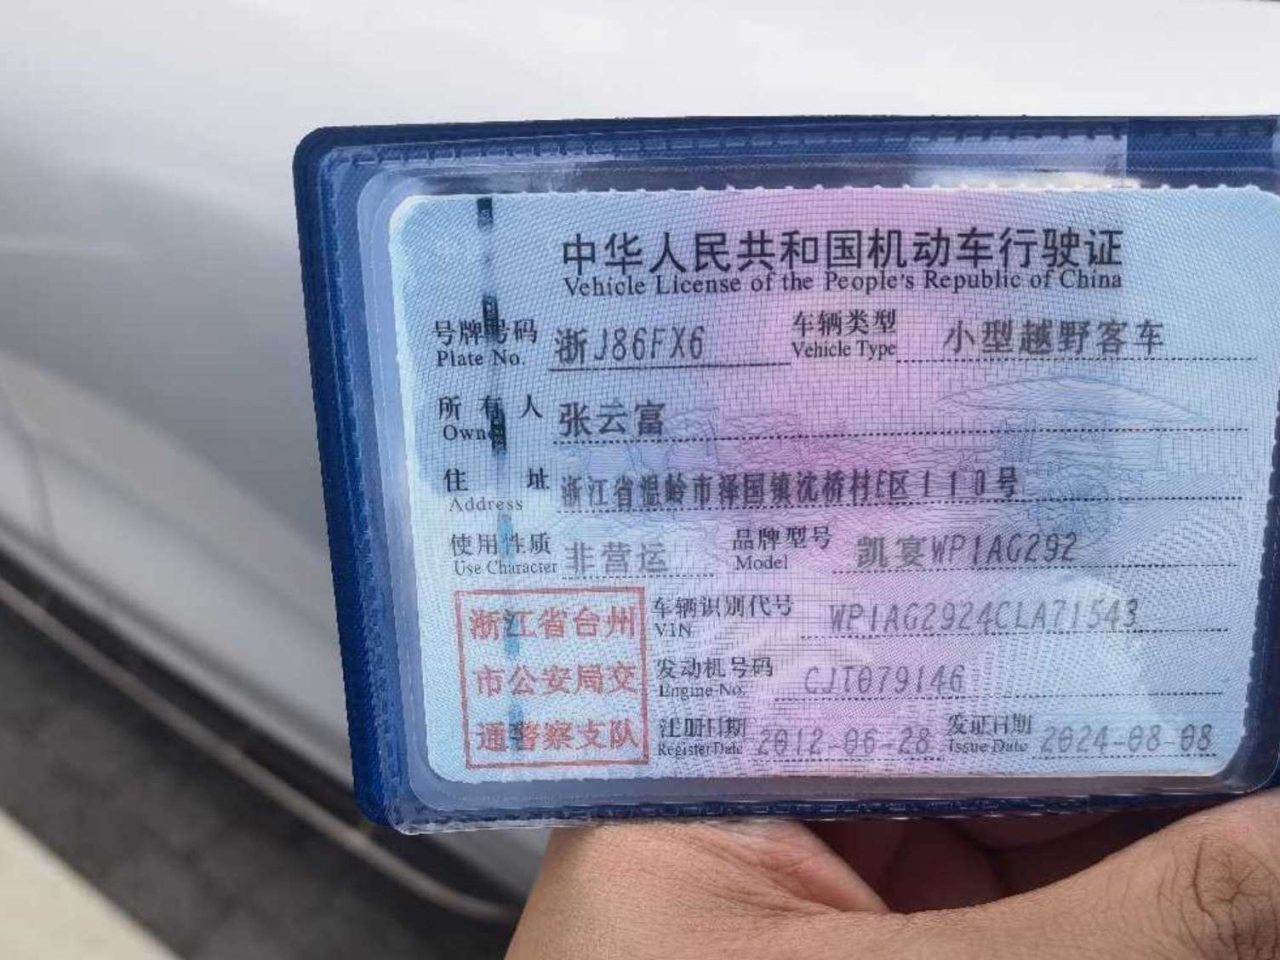 中华人民共和国机动车行驶证
Vehicle License of the People's Republic of China
号牌号码 浙J86FX6 车辆类型 小型越野客车
Plate No. Vehicle Type
所有人 张云富
Owner
住址 浙江省温岭市泽国镇沈桥村E区110号
Address
使用性质 非营运 品牌型号 凯宴WP1AG292
Use Character Model
浙江省台州
市公安局交
通警察支队
车辆识别代号 WP1AG2924CLA71543
VIN
发动机号码 CJT079146
Engine No.
注册日期 2012-06-28 发证日期 2024-08-08
Register Date Issue Date